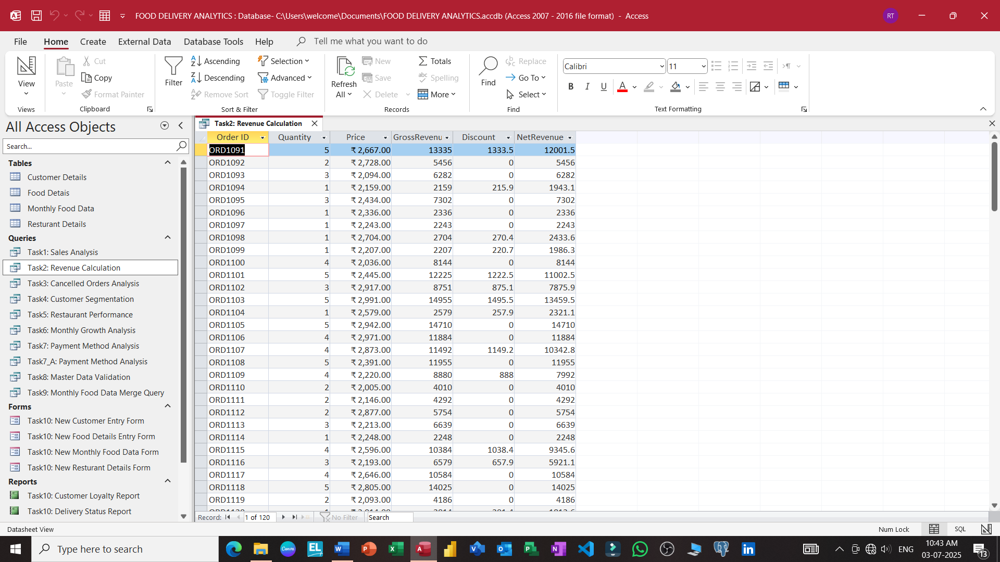 FOOD DELIVERY ANALYTICS : Database- C:\Users\welcome\Documents\FOOD DELIVERY ANALYTICS.accdb (Access 2007 - 2016 file format) - Access
RT
File Home Create External Data Database Tools Help Tell me what you want to do
View
Views
Paste
Cut
Copy
Format Painter
Clipboard
Filter
Ascending
Descending
Remove Sort
Selection
Advanced
Toggle Filter
Sort & Filter
Refresh
All
New
Save
Delete
Totals
Spelling
More
Records
Find
Replace
Go To
Select
Find
Calibri 11
B I U A
Text Formatting
All Access Objects
Search...
Tables
Customer Details
Food Detais
Monthly Food Data
Resturant Details
Queries
Task1: Sales Analysis
Task2: Revenue Calculation
Task3: Cancelled Orders Analysis
Task4: Customer Segmentation
Task5: Restaurant Performance
Task6: Monthly Growth Analysis
Task7: Payment Method Analysis
Task7_A: Payment Method Analysis
Task8: Master Data Validation
Task9: Monthly Food Data Merge Query
Forms
Task10: New Customer Entry Form
Task10: New Food Details Entry Form
Task10: New Monthly Food Data Form
Task10: New Resturant Details Form
Reports
Task10: Customer Loyalty Report
Task10: Delivery Status Report
Task2: Revenue Calculation
Order ID Quantity Price GrossRevenu Discount NetRevenue
ORD1091 5 ₹ 2,667.00 13335 1333.5 12001.5
ORD1092 2 ₹ 2,728.00 5456 0 5456
ORD1093 3 ₹ 2,094.00 6282 0 6282
ORD1094 1 ₹ 2,159.00 2159 215.9 1943.1
ORD1095 3 ₹ 2,434.00 7302 0 7302
ORD1096 1 ₹ 2,336.00 2336 0 2336
ORD1097 1 ₹ 2,243.00 2243 0 2243
ORD1098 1 ₹ 2,704.00 2704 270.4 2433.6
ORD1099 1 ₹ 2,207.00 2207 220.7 1986.3
ORD1100 4 ₹ 2,036.00 8144 0 8144
ORD1101 5 ₹ 2,445.00 12225 1222.5 11002.5
ORD1102 3 ₹ 2,917.00 8751 875.1 7875.9
ORD1103 5 ₹ 2,991.00 14955 1495.5 13459.5
ORD1104 1 ₹ 2,579.00 2579 257.9 2321.1
ORD1105 5 ₹ 2,942.00 14710 0 14710
ORD1106 4 ₹ 2,971.00 11884 0 11884
ORD1107 4 ₹ 2,873.00 11492 1149.2 10342.8
ORD1108 5 ₹ 2,391.00 11955 0 11955
ORD1109 4 ₹ 2,220.00 8880 888 7992
ORD1110 2 ₹ 2,005.00 4010 0 4010
ORD1111 2 ₹ 2,146.00 4292 0 4292
ORD1112 2 ₹ 2,877.00 5754 0 5754
ORD1113 3 ₹ 2,213.00 6639 0 6639
ORD1114 1 ₹ 2,248.00 2248 0 2248
ORD1115 4 ₹ 2,596.00 10384 1038.4 9345.6
ORD1116 3 ₹ 2,193.00 6579 657.9 5921.1
ORD1117 4 ₹ 2,646.00 10584 0 10584
ORD1118 5 ₹ 2,805.00 14025 0 14025
ORD1119 2 ₹ 2,093.00 4186 0 4186
Record: 1 of 120 No Filter Search
Datasheet View Num Lock SQL
Type here to search
ENG
10:43 AM
03-07-2025
13